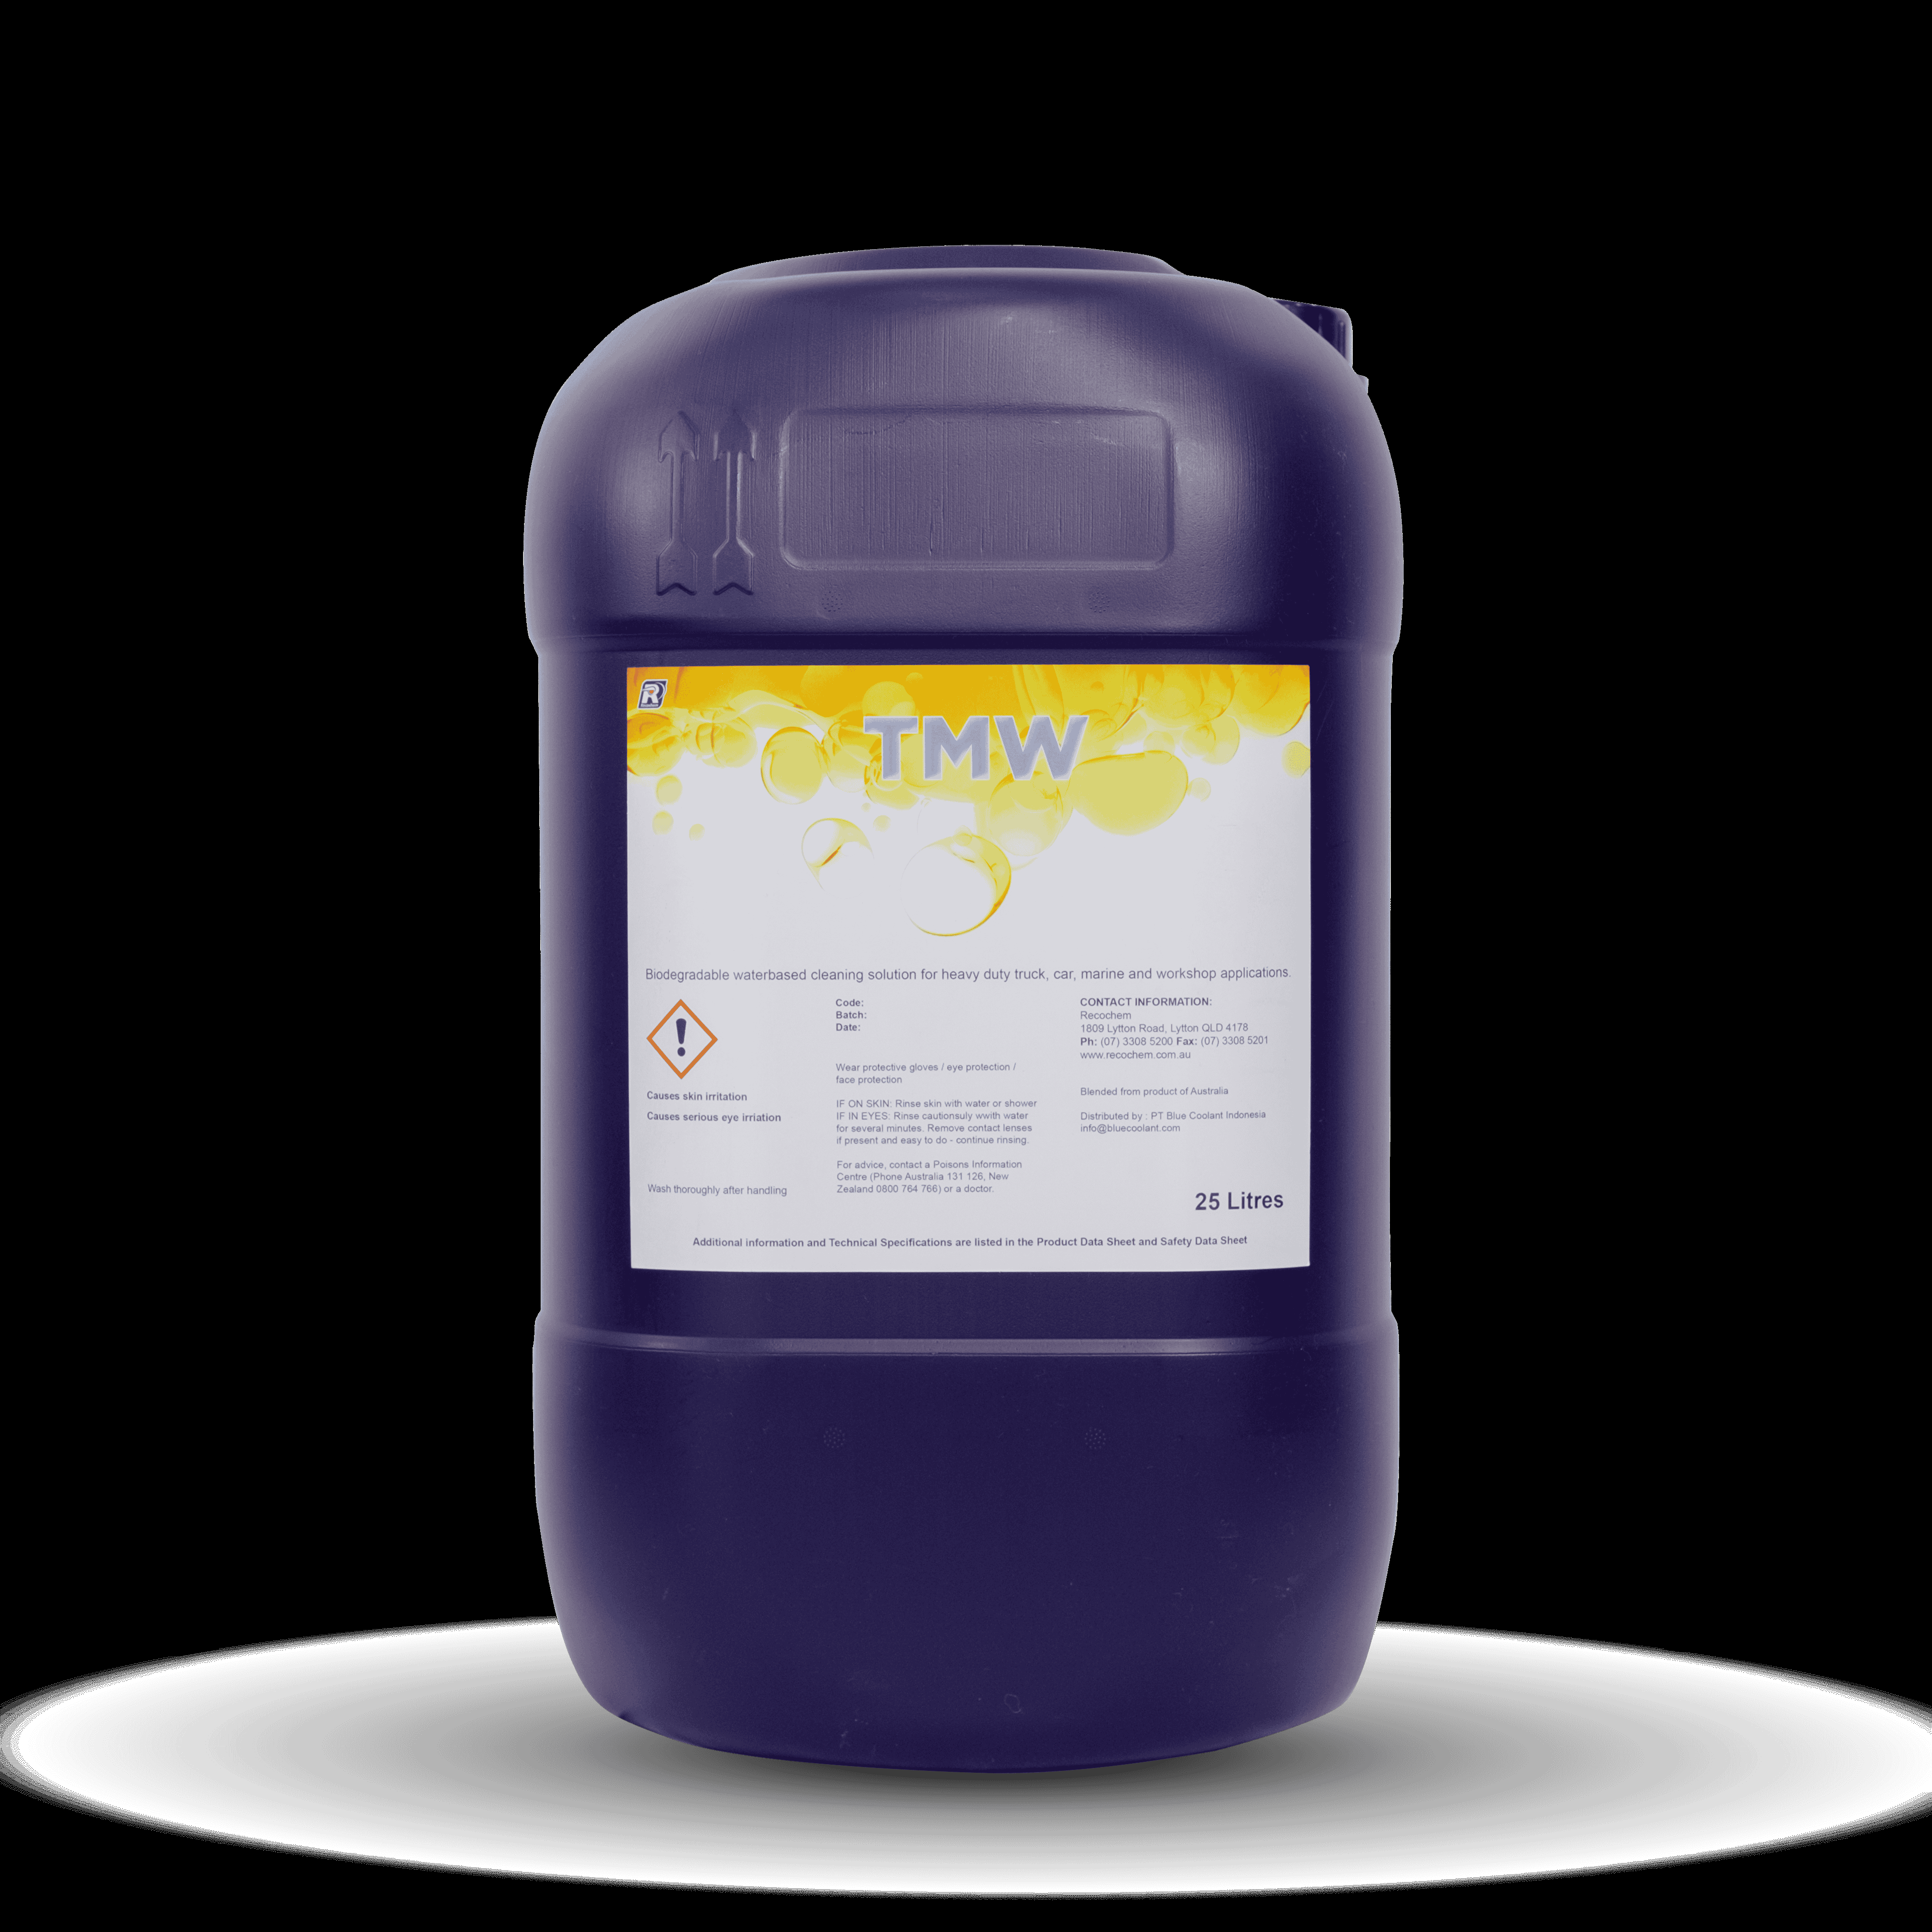 R
TMW
Biodegradable waterbased cleaning solution for heavy duty truck, car, marine and workshop applications.
Causes skin irritation
Causes serious eye irriation
Wash thoroughly after handling
Code:
Batch:
Date:
Wear protective gloves / eye protection /
face protection
IF ON SKIN: Rinse skin with water or shower
IF IN EYES: Rinse cautionsuly wwith water
for several minutes. Remove contact lenses
if present and easy to do - continue rinsing.
For advice, contact a Poisons Information
Centre (Phone Australia 131 126, New
Zealand 0800 764 766) or a doctor.
CONTACT INFORMATION:
Recochem
1809 Lytton Road, Lytton QLD 4178
Ph: (07) 3308 5200 Fax: (07) 3308 5201
www.recochem.com.au
Blended from product of Australia
Distributed by : PT Blue Coolant Indonesia
info@bluecoolant.com
25 Litres
Additional information and Technical Specifications are listed in the Product Data Sheet and Safety Data Sheet